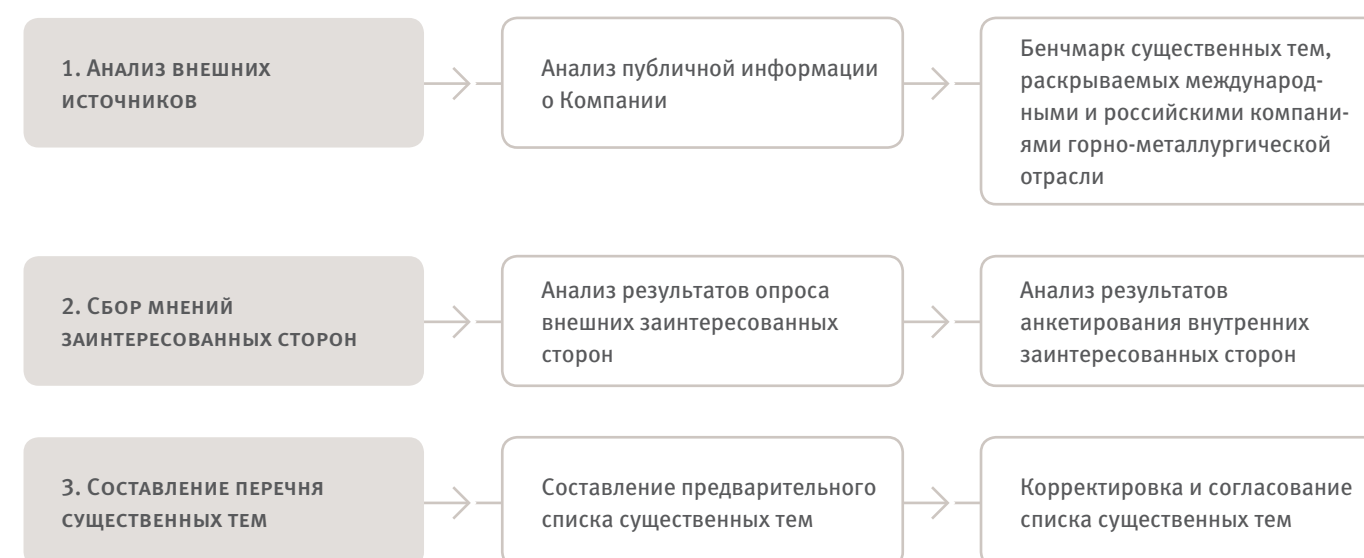 1. Анализ внешних
источников
Анализ публичной информации
о Компании
Бенчмарк существенных тем,
раскрываемых международ-
ными и российскими компани-
ями горно-металлургической
отрасли
2. Сбор мнений
заинтересованных сторон
Анализ результатов опроса
внешних заинтересованных
сторон
Анализ результатов
анкетирования внутренних
заинтересованных сторон
3. Составление перечня
существенных тем
Составление предварительного
списка существенных тем
Корректировка и согласование
списка существенных тем